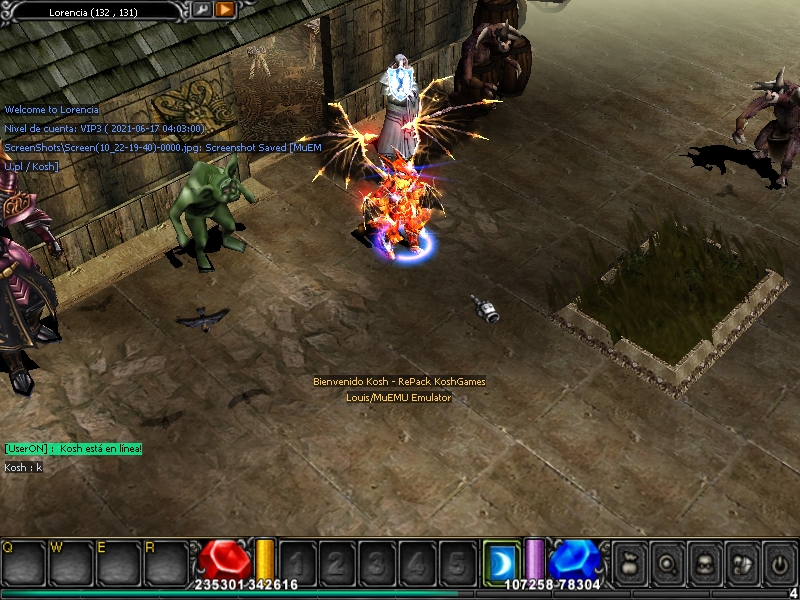 Lorencia (132 , 131)
Welcome to Lorencia
Nivel de cuenta: VIP3 ( 2021-06-17 04:03:00)
ScreenShots\Screen(10_22-19-40)-0000.jpg: Screenshot Saved [MuEM
U.pl / Kosh]
Bienvenido Kosh - RePack KoshGames
Louis/MuEMU Emulator
[UserON] : Kosh está en línea!
Kosh : k
Q W E R 1 2 3 4 5
235301 342616 107258 78304
4